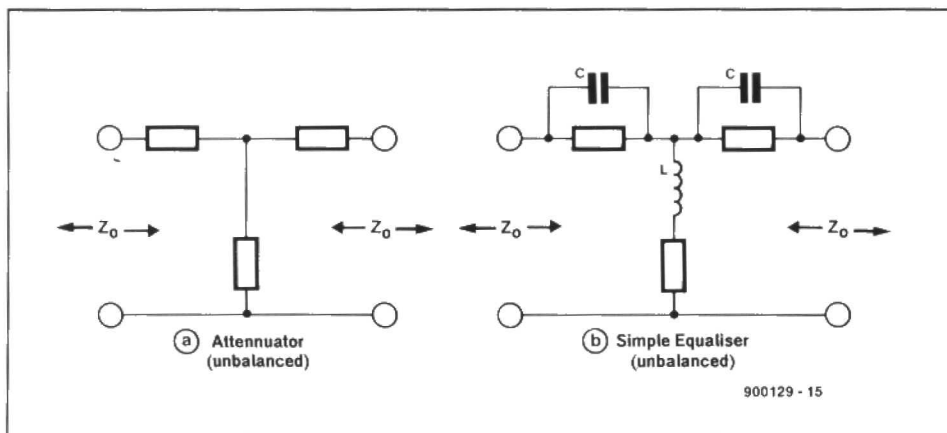 C
C
L
Z₀
Z₀
Z₀
Z₀
a Attennuator
(unbalanced)
b Simple Equaliser
(unbalanced)
900129 - 15